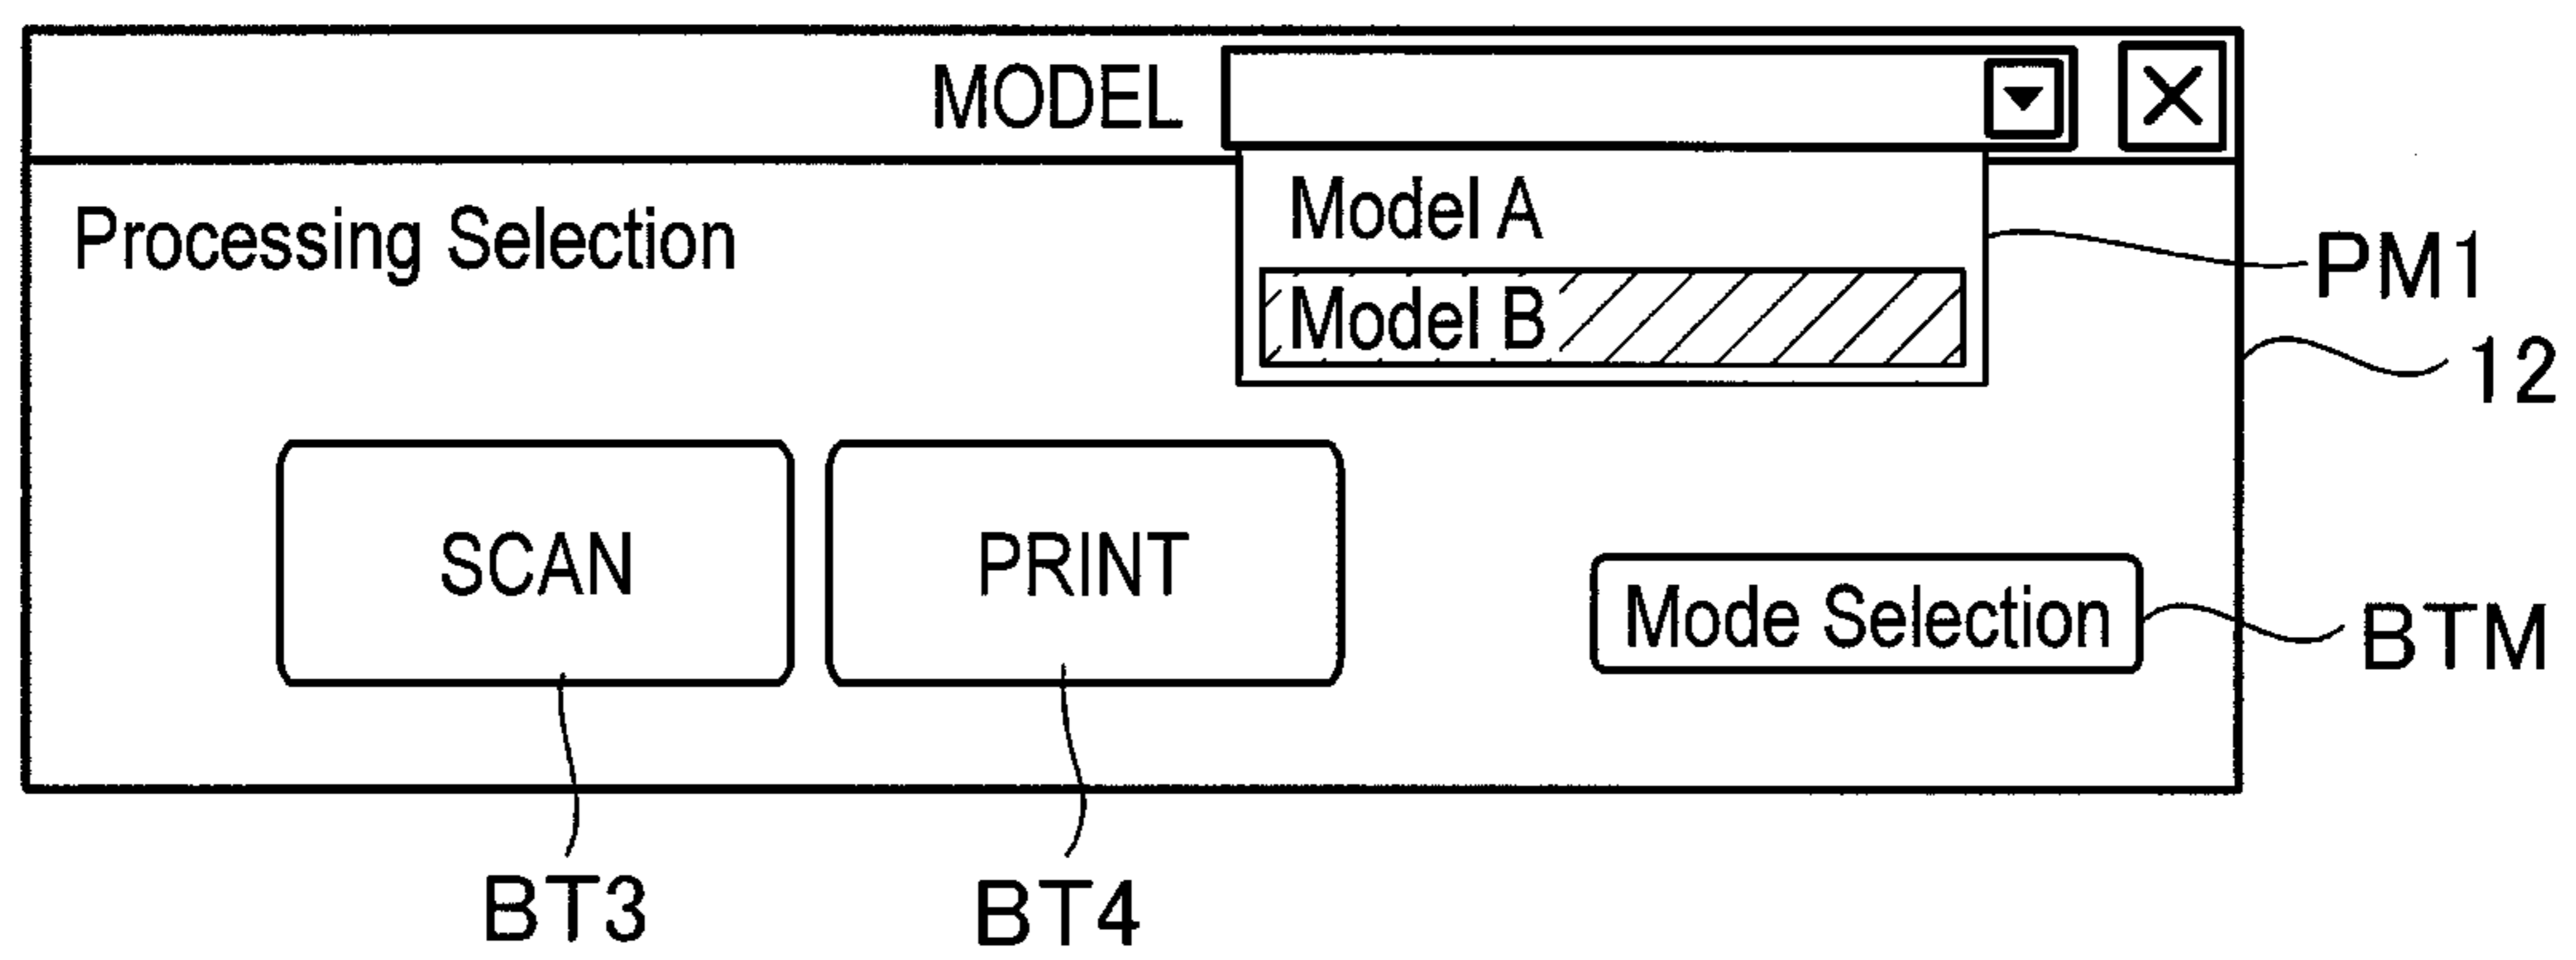 MODEL
Processing Selection
Model A
Model B
PM1
12
SCAN
PRINT
Mode Selection
BTM
BT3
BT4